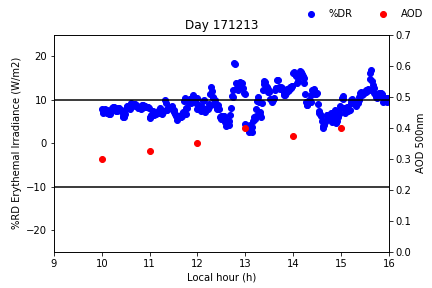 %DR AOD
Day 171213
%RD Erythemal Irradiance (W/m2)
20
10
0
−10
−20
0.7
0.6
0.5
0.4
0.3
0.2
0.1
0.0
AOD 500nm
9 10 11 12 13 14 15 16
Local hour (h)